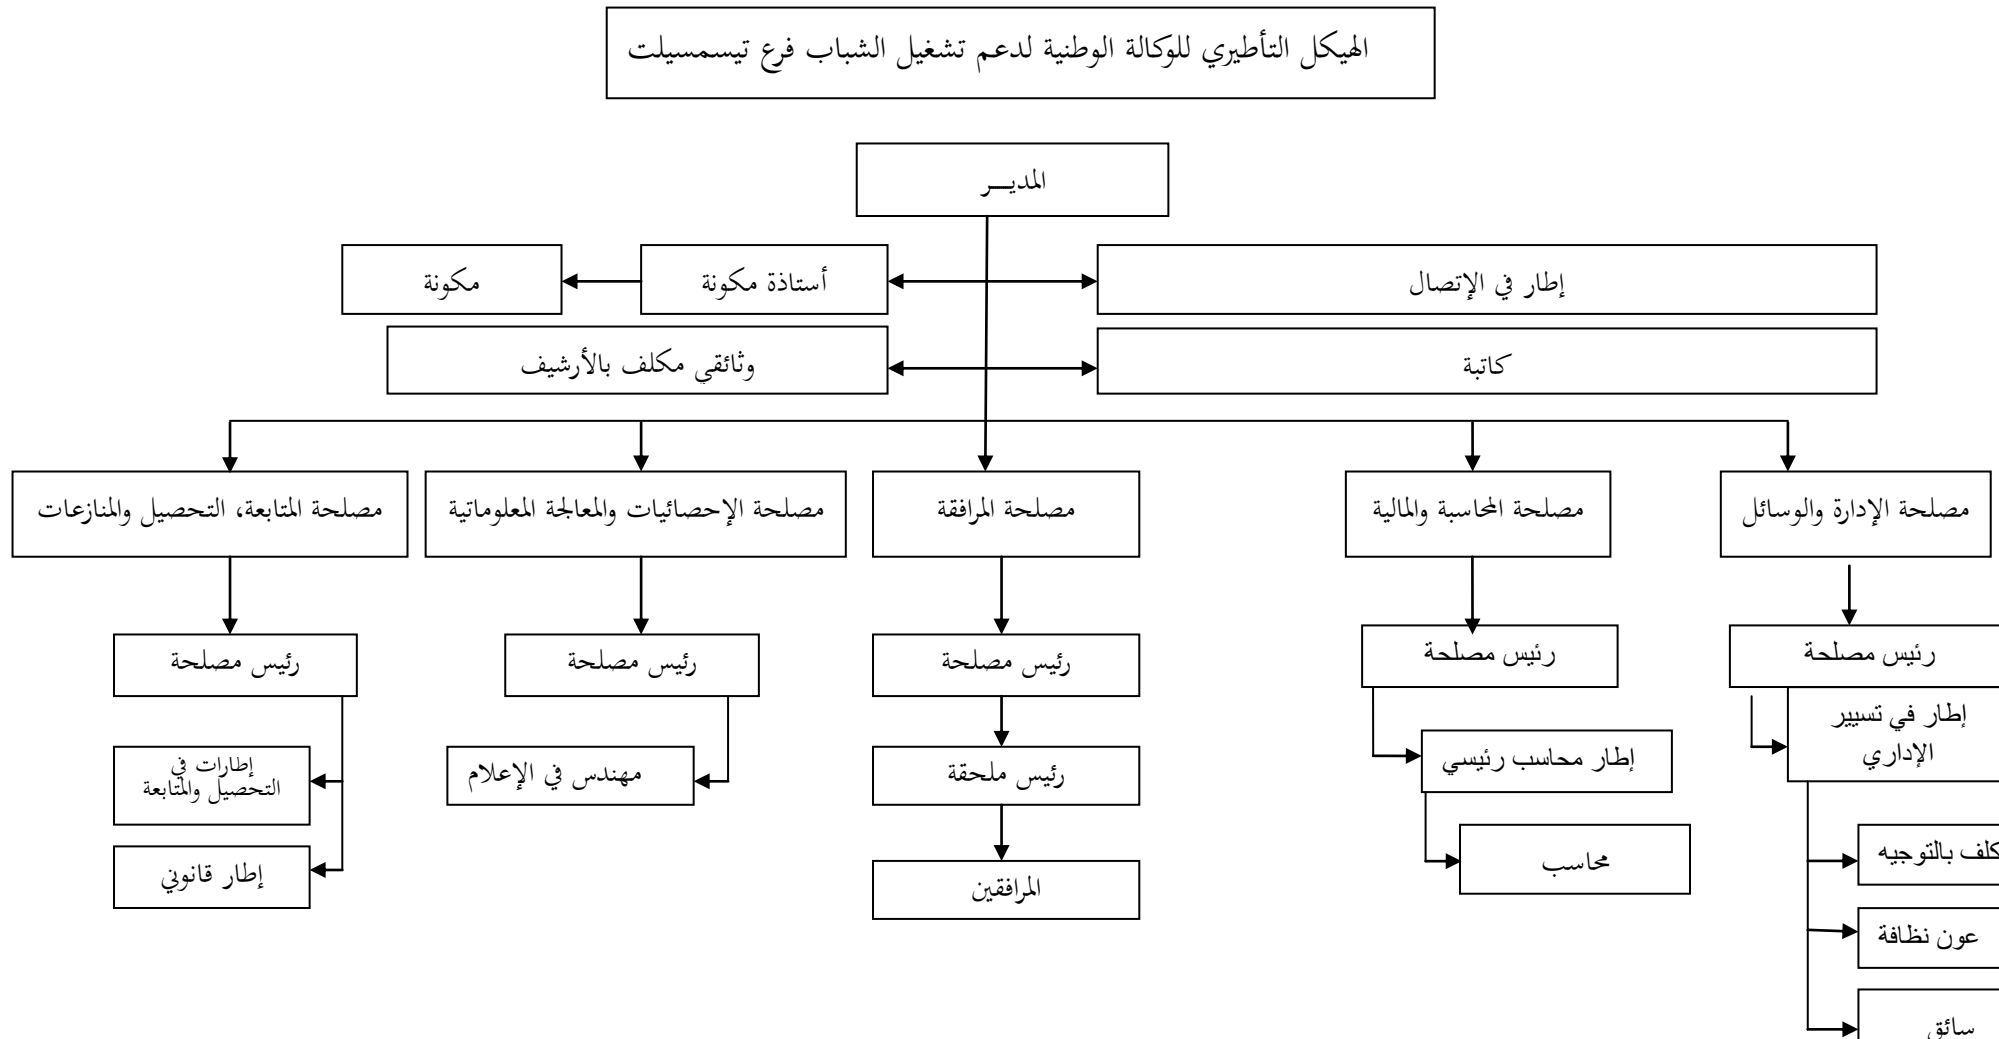 الهيكل التأطيري للوكالة الوطنية لدعم تشغيل الشباب فرع تيسمسيلت
المديـــر
إطار في الإتصال
أستاذة مكونة
مكونة
كاتبة
وثائقي مكلف بالأرشيف
مصلحة الإدارة والوسائل
مصلحة المحاسبة والمالية
مصلحة المرافقة
مصلحة الإحصائيات والمعالجة المعلوماتية
مصلحة المتابعة، التحصيل والمنازعات
رئيس مصلحة
رئيس مصلحة
رئيس مصلحة
رئيس مصلحة
رئيس مصلحة
إطار في تسيير
الإداري
إطار محاسب رئيسي
رئيس ملحقة
مهندس في الإعلام
إطارات في
التحصيل والمتابعة
بالتوجيه
محاسب
المرافقين
إطار قانوني
عون نظافة
سائق